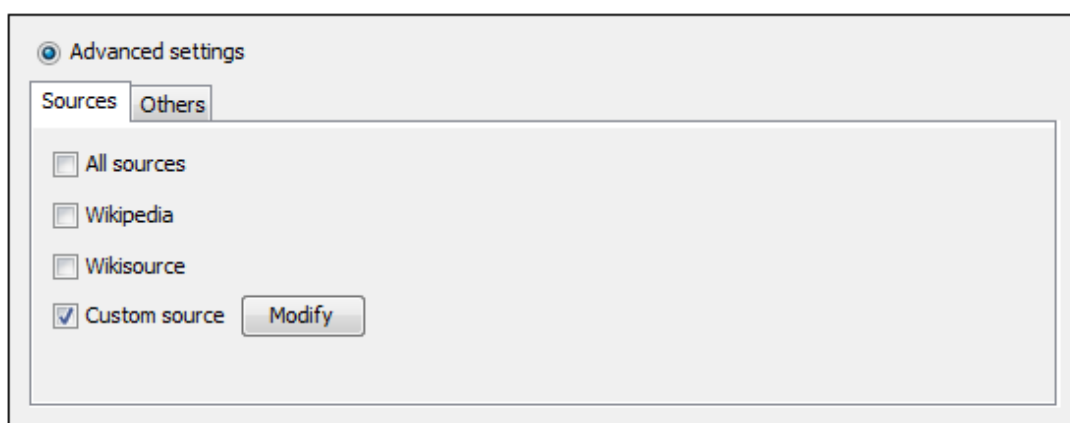 Advanced settings
Sources Others
All sources
Wikipedia
Wikisource
Custom source Modify